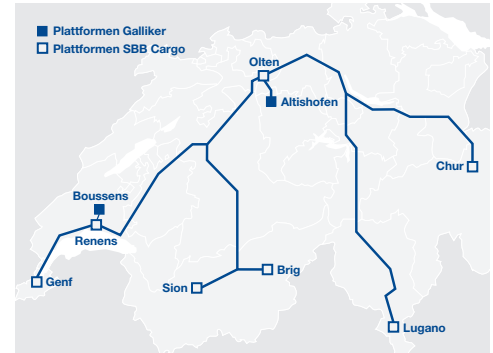 Plattformen Galliker
Plattformen SBB Cargo
Olten
Altishofen
Chur
Boussens
Renens
Genf
Sion
Brig
Lugano